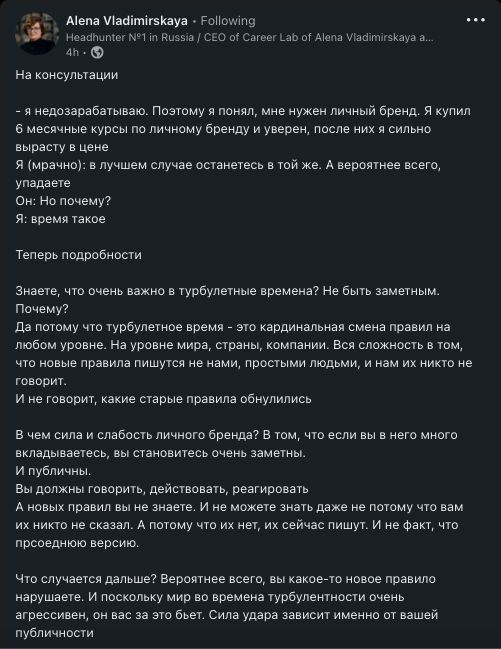 Alena Vladimirskaya • Following
Headhunter №1 in Russia / CEO of Career Lab of Alena Vladimirskaya a...
4h •
На консультации
- я недозарабатываю. Поэтому я понял, мне нужен личный бренд. Я купил
6 месячные курсы по личному бренду и уверен, после них я сильно
вырасту в цене
Я (мрачно): в лучшем случае останетесь в той же. А вероятнее всего,
упадаете
Он: Но почему?
Я: время такое
Теперь подробности
Знаете, что очень важно в турбулетные времена? Не быть заметным.
Почему?
Да потому что турбулетное время - это кардинальная смена правил на
любом уровне. На уровне мира, страны, компании. Вся сложность в том,
что новые правила пишутся не нами, простыми людьми, и нам их никто не
говорит.
И не говорит, какие старые правила обнулились
В чем сила и слабость личного бренда? В том, что если вы в него много
вкладываетесь, вы становитесь очень заметны.
И публичны.
Вы должны говорить, действовать, реагировать
А новых правил вы не знаете. И не можете знать даже не потому что вам
их никто не сказал. А потому что их нет, их сейчас пишут. И не факт, что
прсоеднюю версию.
Что случается дальше? Вероятнее всего, вы какое-то новое правило
нарушаете. И поскольку мир во времена турбулентности очень
агрессивен, он вас за это бьет. Сила удара зависит именно от вашей
публичности